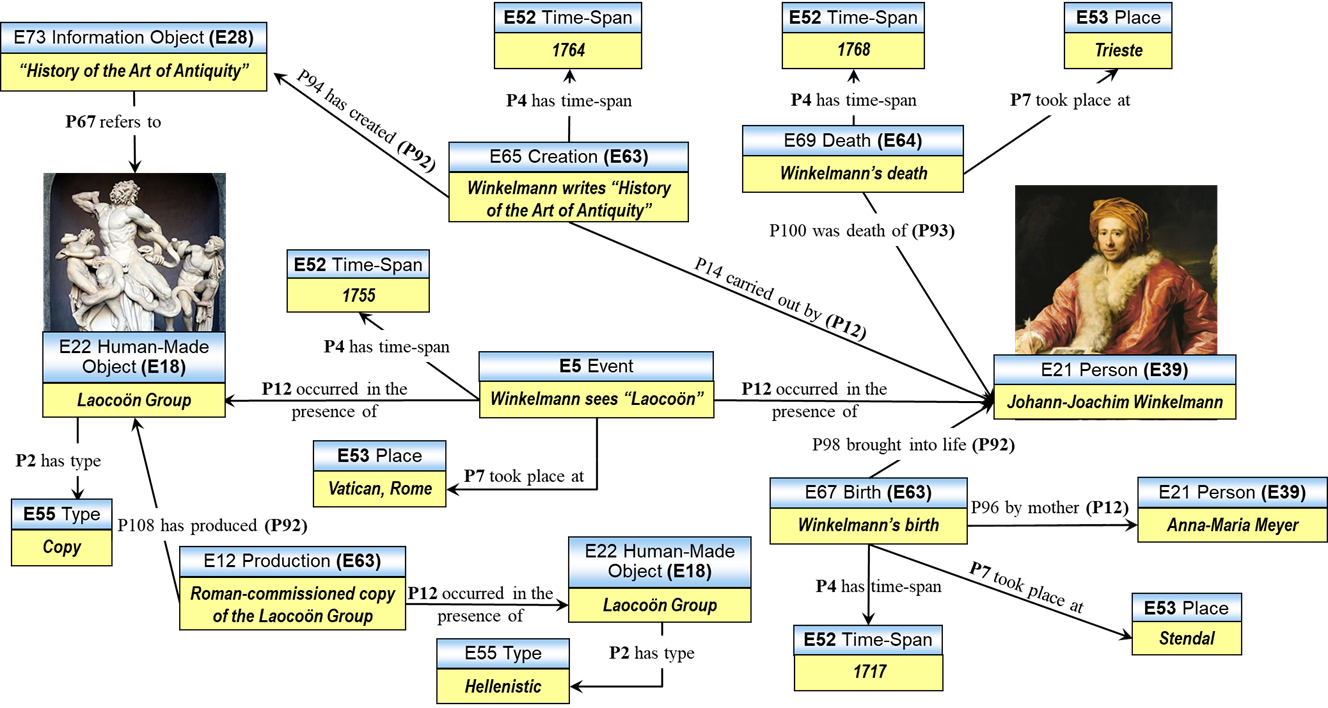 E73 Information Object (E28)
“History of the Art of Antiquity”
P67 refers to
P94 has created (P92)
E52 Time-Span
1764
P4 has time-span
E65 Creation (E63)
Winkelmann writes “History
of the Art of Antiquity”
P14 carried out by (P12)
E52 Time-Span
1768
P4 has time-span
E69 Death (E64)
Winkelmann’s death
P100 was death of (P93)
E53 Place
Trieste
P7 took place at
E52 Time-Span
1755
P4 has time-span
E22 Human-Made
Object (E18)
Laocoön Group
P12 occurred in the
presence of
E5 Event
Winkelmann sees “Laocoön”
P12 occurred in the
presence of
E21 Person (E39)
Johann-Joachim Winkelmann
P2 has type
E55 Type
Copy
E53 Place
Vatican, Rome
P7 took place at
P98 brought into life (P92)
E67 Birth (E63)
Winkelmann’s birth
P96 by mother (P12)
E21 Person (E39)
Anna-Maria Meyer
P108 has produced (P92)
E12 Production (E63)
Roman-commissioned copy
of the Laocoön Group
P12 occurred in the
presence of
E22 Human-Made
Object (E18)
Laocoön Group
P2 has type
E55 Type
Hellenistic
P4 has time-span
E52 Time-Span
1717
P7 took place at
E53 Place
Stendal